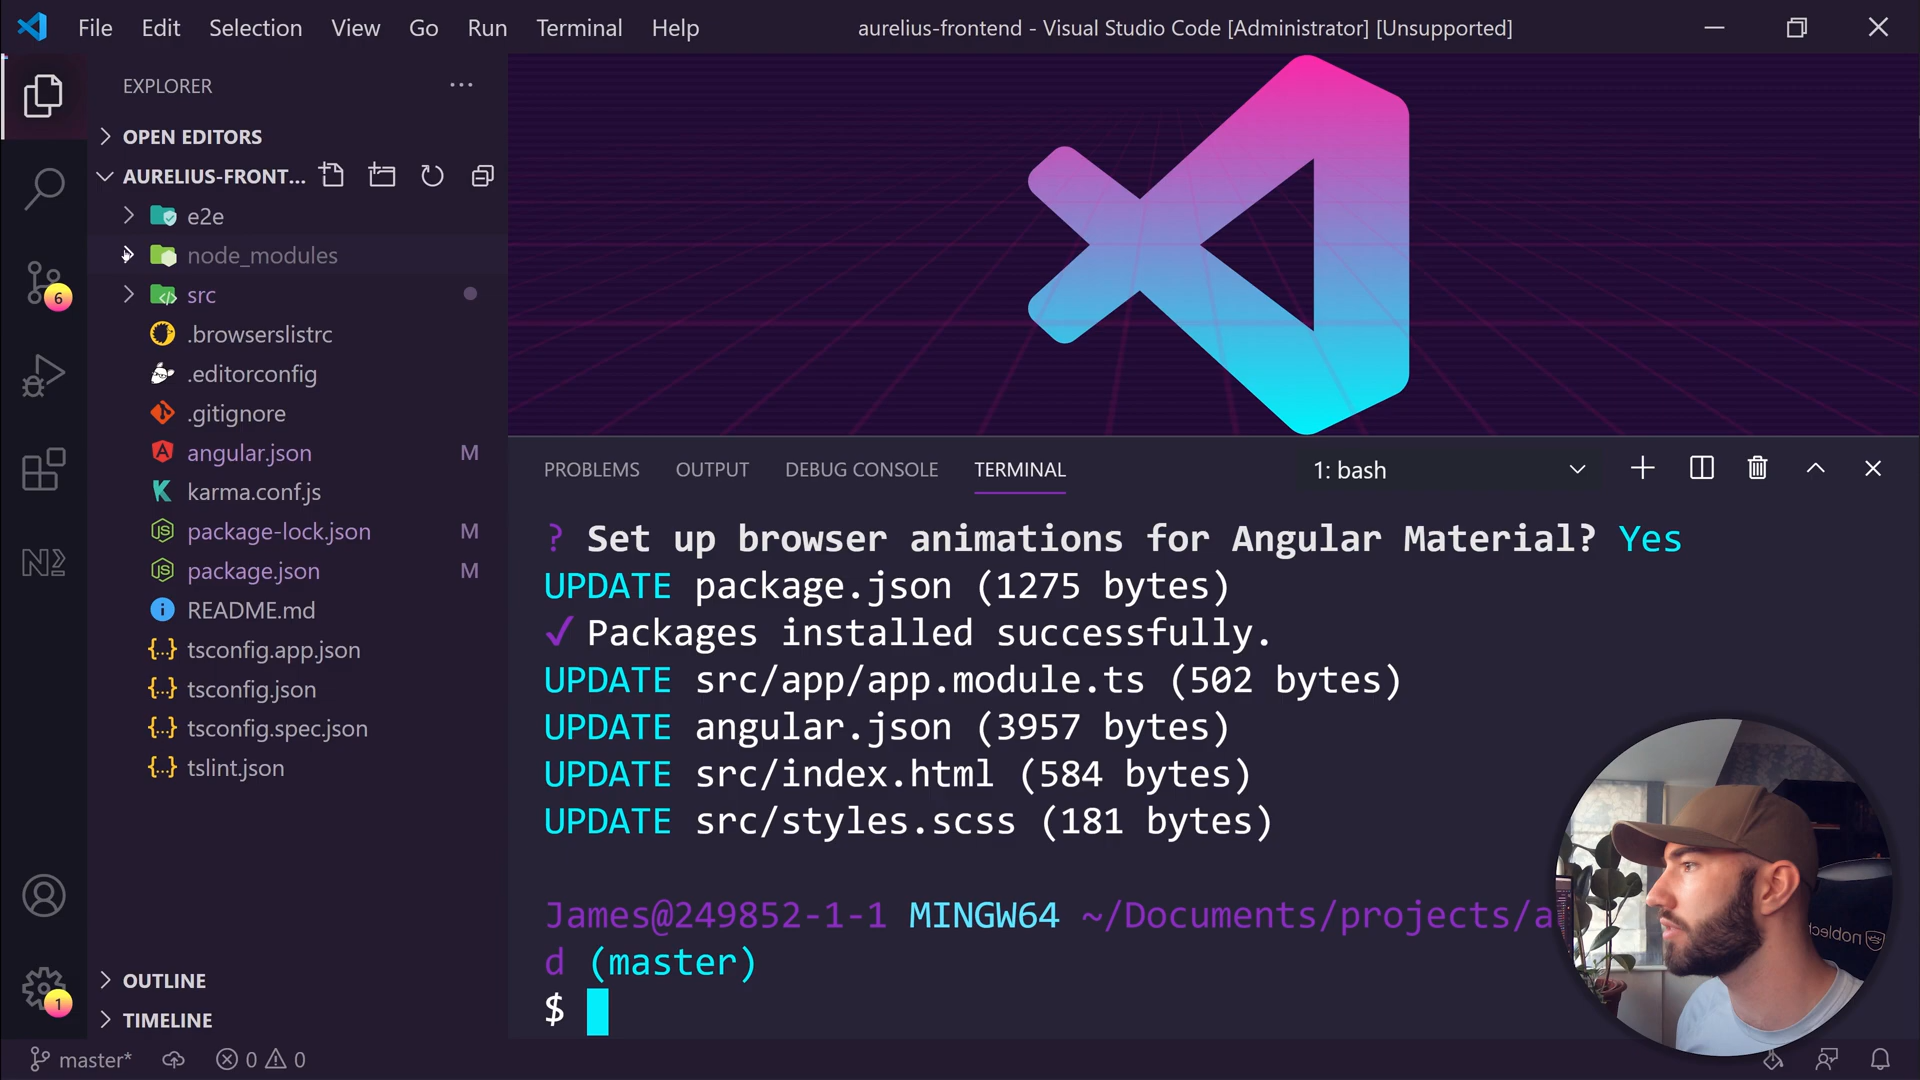 File Edit Selection View Go Run Terminal Help
aurelius-frontend - Visual Studio Code [Administrator] [Unsupported]
EXPLORER
OPEN EDITORS
AURELIUS-FRONT...
e2e
node_modules
src
.browserslistrc
.editorconfig
.gitignore
angular.json M
karma.conf.js
package-lock.json M
package.json M
README.md
tsconfig.app.json
tsconfig.json
tsconfig.spec.json
tslint.json
OUTLINE
TIMELINE
6
1
PROBLEMS OUTPUT DEBUG CONSOLE TERMINAL 1: bash
? Set up browser animations for Angular Material? Yes
UPDATE package.json (1275 bytes)
✓ Packages installed successfully.
UPDATE src/app/app.module.ts (502 bytes)
UPDATE angular.json (3957 bytes)
UPDATE src/index.html (584 bytes)
UPDATE src/styles.scss (181 bytes)
James@249852-1-1 MINGW64 ~/Documents/projects/a
d (master)
$
master* 0 0